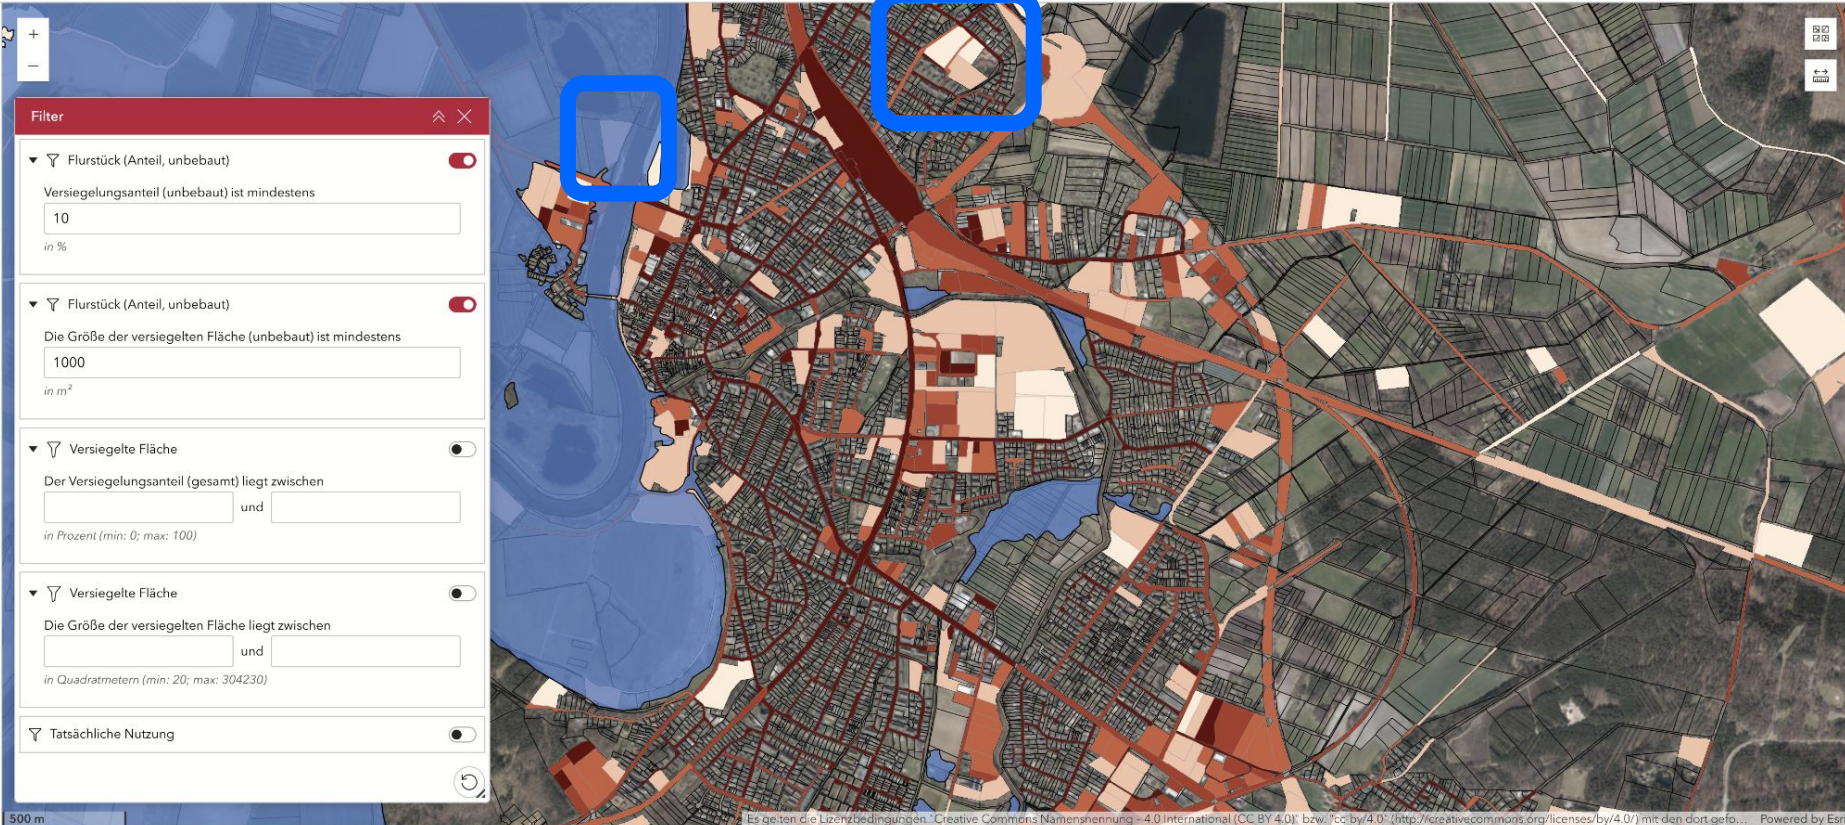 +
−
Filter
Flurstück (Anteil, unbebaut)
Versiegelungsanteil (unbebaut) ist mindestens
10
in %
Flurstück (Anteil, unbebaut)
Die Größe der versiegelten Fläche (unbebaut) ist mindestens
1000
in m²
Versiegelte Fläche
Der Versiegelungsanteil (gesamt) liegt zwischen
und
in Prozent (min: 0; max: 100)
Versiegelte Fläche
Die Größe der versiegelten Fläche liegt zwischen
und
in Quadratmetern (min: 20; max: 304230)
Tatsächliche Nutzung
500 m
Es gelten die Lizenzbedingungen "Creative Commons Namensnennung - 4.0 International (CC BY 4.0)" bzw. "cc-by/4.0" (http://creativecommons.org/licenses/by/4.0/) mit den dort gefo... Powered by Esri